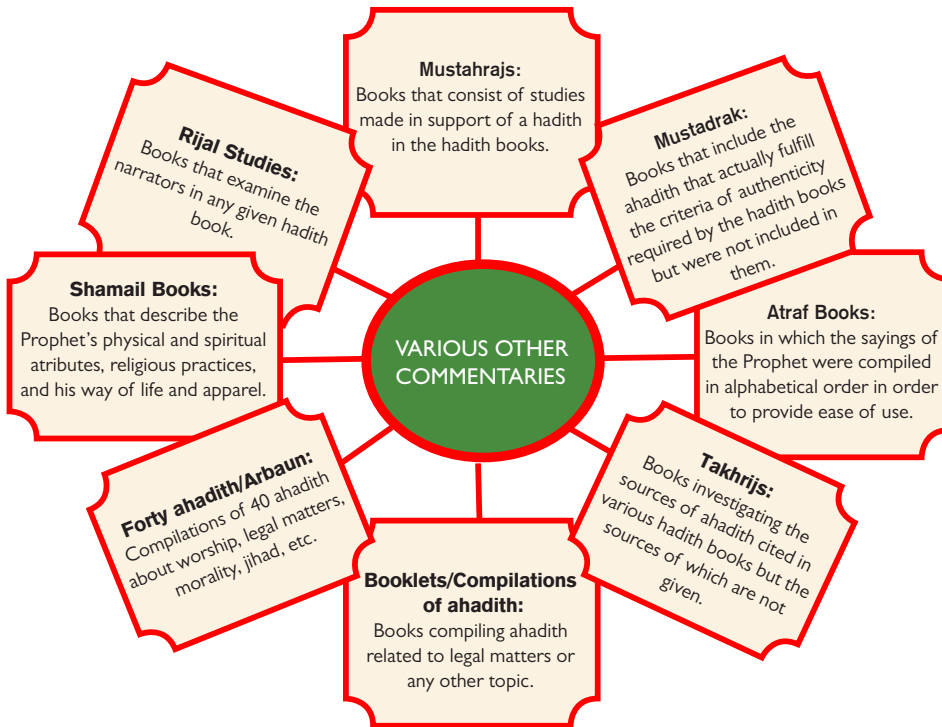 Mustahrajs:
Books that consist of studies
made in support of a hadith
in the hadith books.
Mustadrak:
Books that include the
ahadith that actually fulfill
the criteria of authenticity
required by the hadith books
but were not included in
them.
Atraf Books:
Books in which the sayings of
the Prophet were compiled
in alphabetical order in order
to provide ease of use.
Takhrijs:
Books investigating the
sources of ahadith cited in
various hadith books but the
sources of which are not
given.
Booklets/Compilations
of ahadith:
Books compiling ahadith
related to legal matters or
any other topic.
Forty ahadith/Arbaun:
Compilations of 40 ahadith
about worship, legal matters,
morality, jihad, etc.
Shamail Books:
Books that describe the
Prophet’s physical and spiritual
atributes, religious practices,
and his way of life and apparel.
Rijal Studies:
Books that examine the
narrators in any given hadith
book.
VARIOUS OTHER
COMMENTARIES